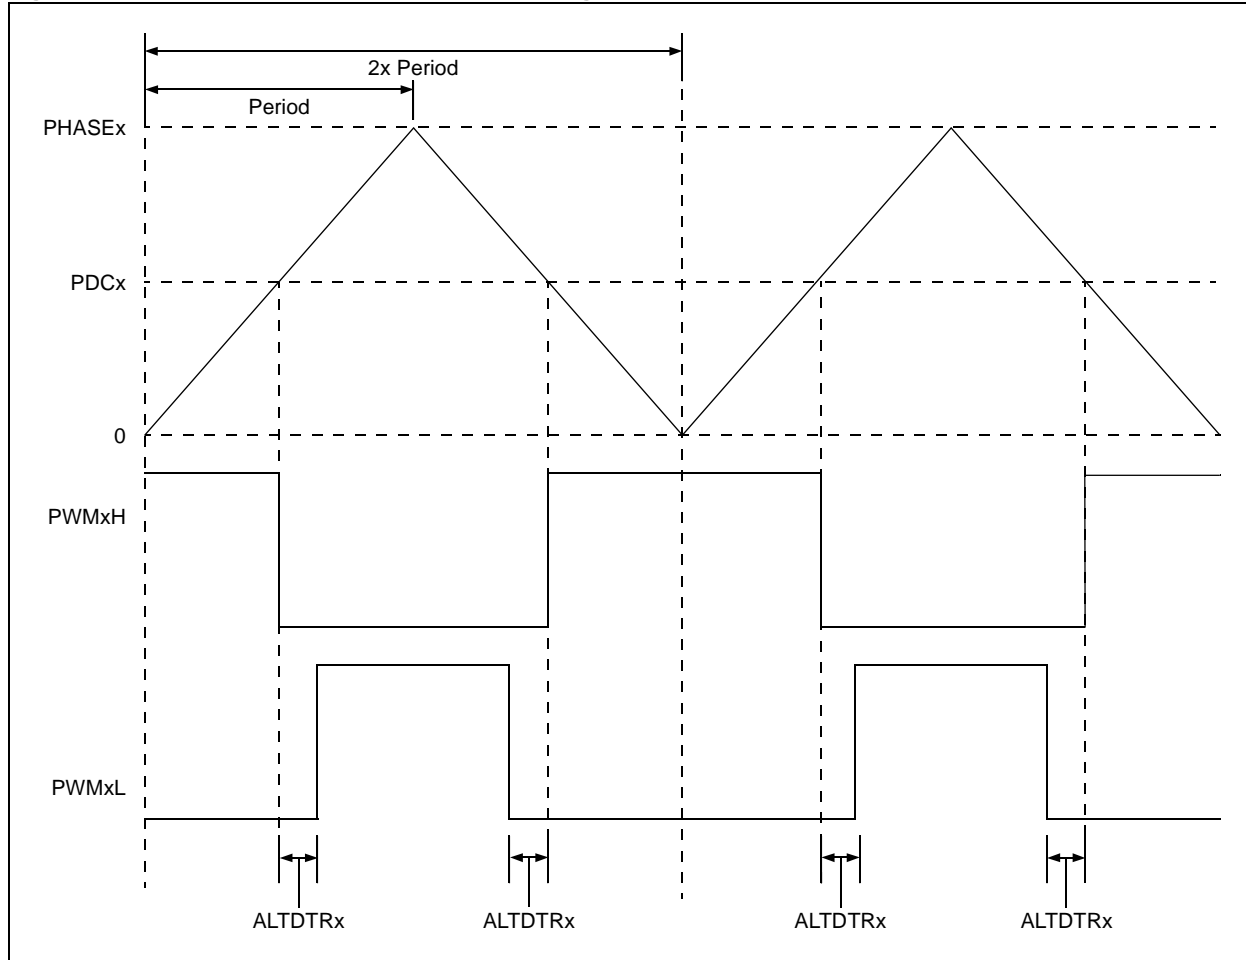 2x Period
Period
PHASEx
PDCx
0
PWMxH
PWMxL
ALTDTRx
ALTDTRx
ALTDTRx
ALTDTRx